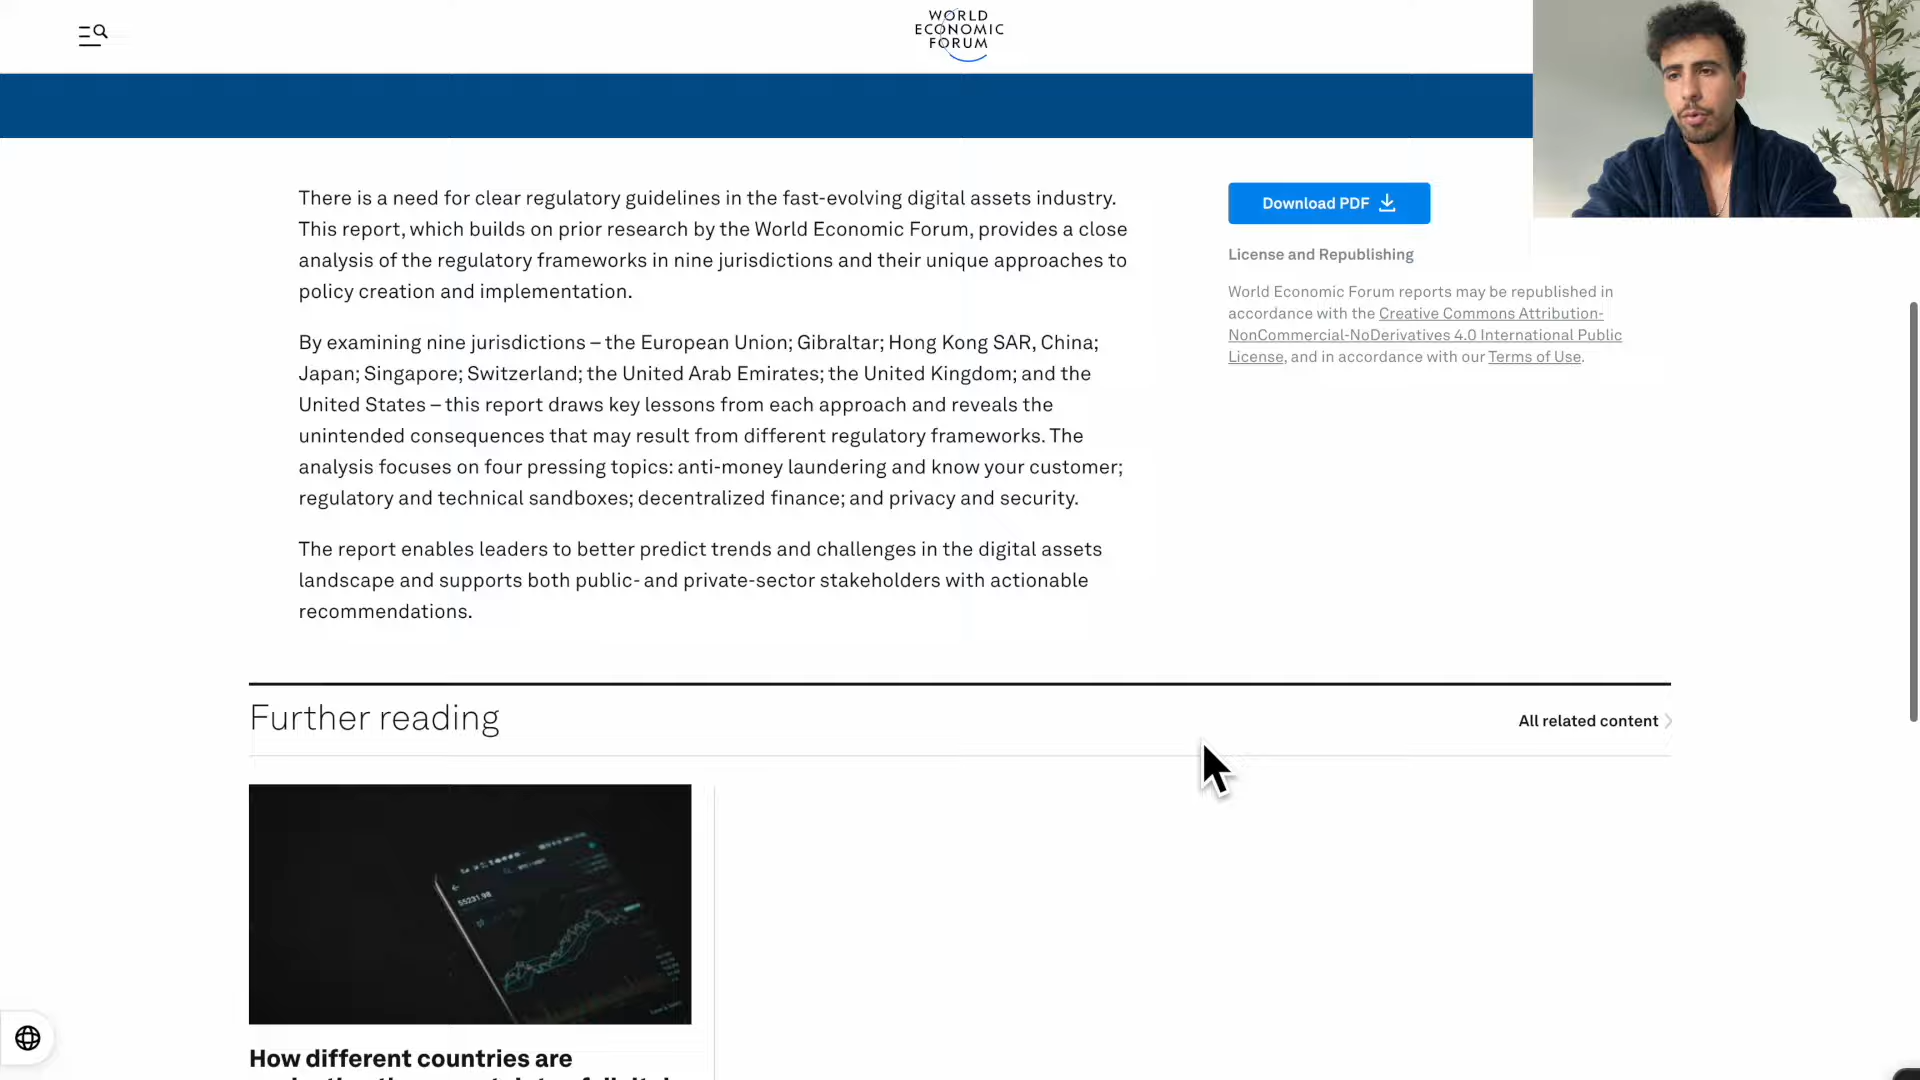 WORLD
ECONOMIC
FORUM
There is a need for clear regulatory guidelines in the fast-evolving digital assets industry.
This report, which builds on prior research by the World Economic Forum, provides a close
analysis of the regulatory frameworks in nine jurisdictions and their unique approaches to
policy creation and implementation.
By examining nine jurisdictions – the European Union; Gibraltar; Hong Kong SAR, China;
Japan; Singapore; Switzerland; the United Arab Emirates; the United Kingdom; and the
United States – this report draws key lessons from each approach and reveals the
unintended consequences that may result from different regulatory frameworks. The
analysis focuses on four pressing topics: anti-money laundering and know your customer;
regulatory and technical sandboxes; decentralized finance; and privacy and security.
The report enables leaders to better predict trends and challenges in the digital assets
landscape and supports both public- and private-sector stakeholders with actionable
recommendations.
Download PDF
License and Republishing
World Economic Forum reports may be republished in
accordance with the Creative Commons Attribution-
NonCommercial-NoDerivatives 4.0 International Public
License, and in accordance with our Terms of Use.
Further reading
All related content
55231.98
How different countries are